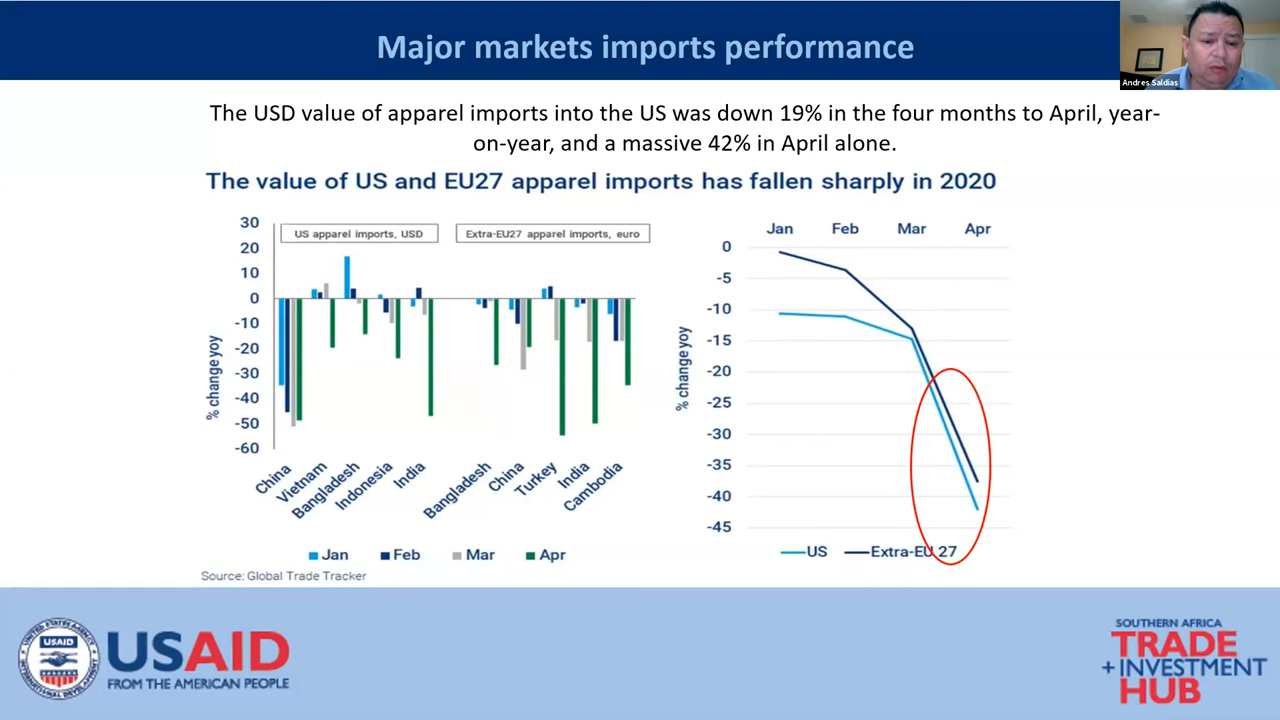 Major markets imports performance
Andres Saldias
The USD value of apparel imports into the US was down 19% in the four months to April, year-
on-year, and a massive 42% in April alone.
The value of US and EU27 apparel imports has fallen sharply in 2020
30
20
10
0
-10
-20
-30
-40
-50
-60
% change yoy
US apparel imports, USD
Extra-EU27 apparel imports, euro
China
Vietnam
Bangladesh
Indonesia
India
Bangladesh
China
Turkey
India
Cambodia
Jan Feb Mar Apr
Jan Feb Mar Apr
0
-5
-10
-15
-20
-25
-30
-35
-40
-45
% change yoy
US Extra-EU 27
Source: Global Trade Tracker
UNITED STATES AGENCY
INTERNATIONAL DEVELOPMENT
USAID
USAID
FROM THE AMERICAN PEOPLE
SOUTHERN AFRICA
TRADE
+INVESTMENT
HUB